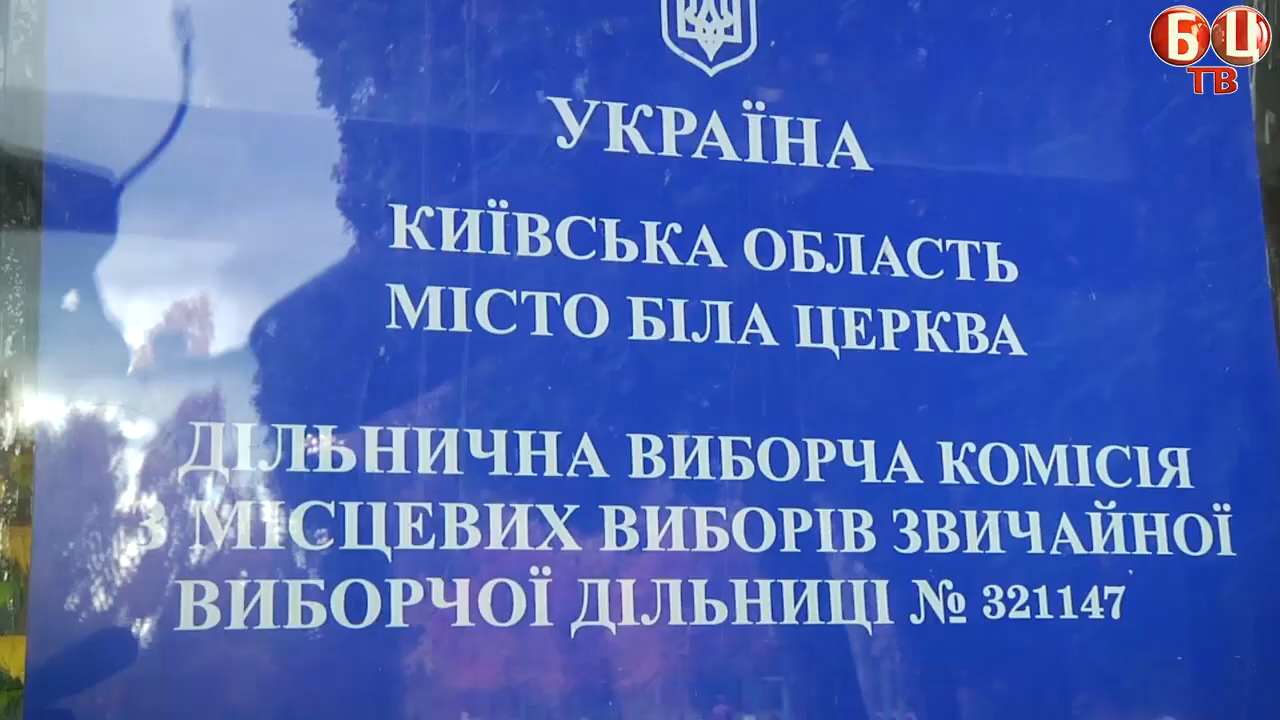 БЦ
ТВ
УКРАЇНА
КИЇВСЬКА ОБЛАСТЬ
МІСТО БІЛА ЦЕРКВА
ДІЛЬНИЧНА ВИБОРЧА КОМІСІЯ
З МІСЦЕВИХ ВИБОРІВ ЗВИЧАЙНОЇ
ВИБОРЧОЇ ДІЛЬНИЦІ № 321147